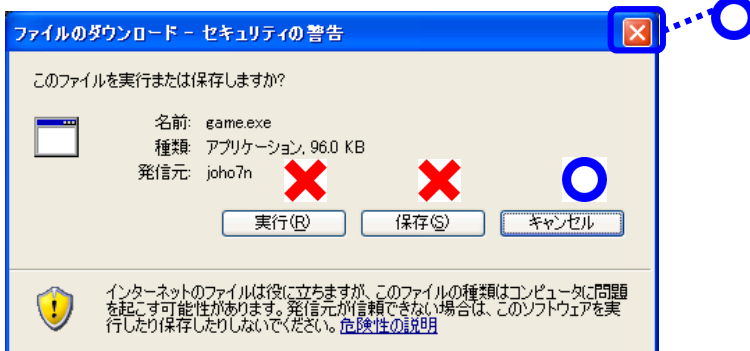 ファイルのダウンロード - セキュリティの警告
このファイルを実行または保存しますか?
名前: game.exe
種類: アプリケーション, 96.0 KB
発信元: joho7n
実行(R) 保存(S) キャンセル
インターネットのファイルは役に立ちますが、このファイルの種類はコンピュータに問題
を起こす可能性があります。発信元が信頼できない場合は、このソフトウェアを実
行したり保存したりしないでください。危険性の説明